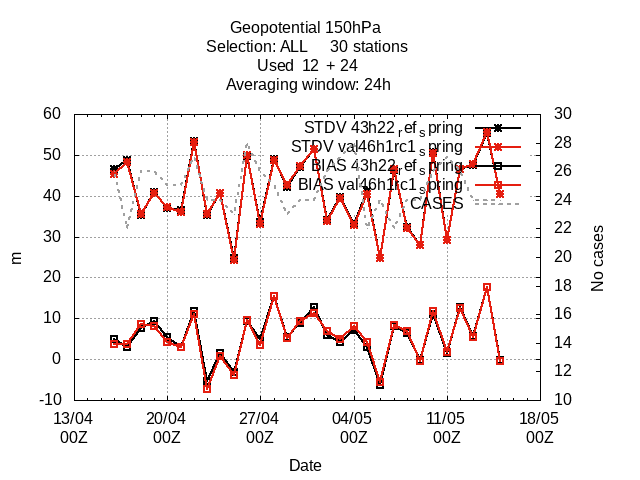 Geopotential 150hPa
Selection: ALL 30 stations
Used 12 + 24
Averaging window: 24h
STDV 43h22_ref_spring
STDV val46h1rc1_spring
BIAS 43h22_ref_spring
BIAS val46h1rc1_spring
CASES
60
50
40
30
20
10
0
-10
m
30
28
26
24
22
20
18
16
14
12
10
No cases
13/04 20/04 27/04 04/05 11/05 18/05
00Z 00Z 00Z 00Z 00Z 00Z
Date